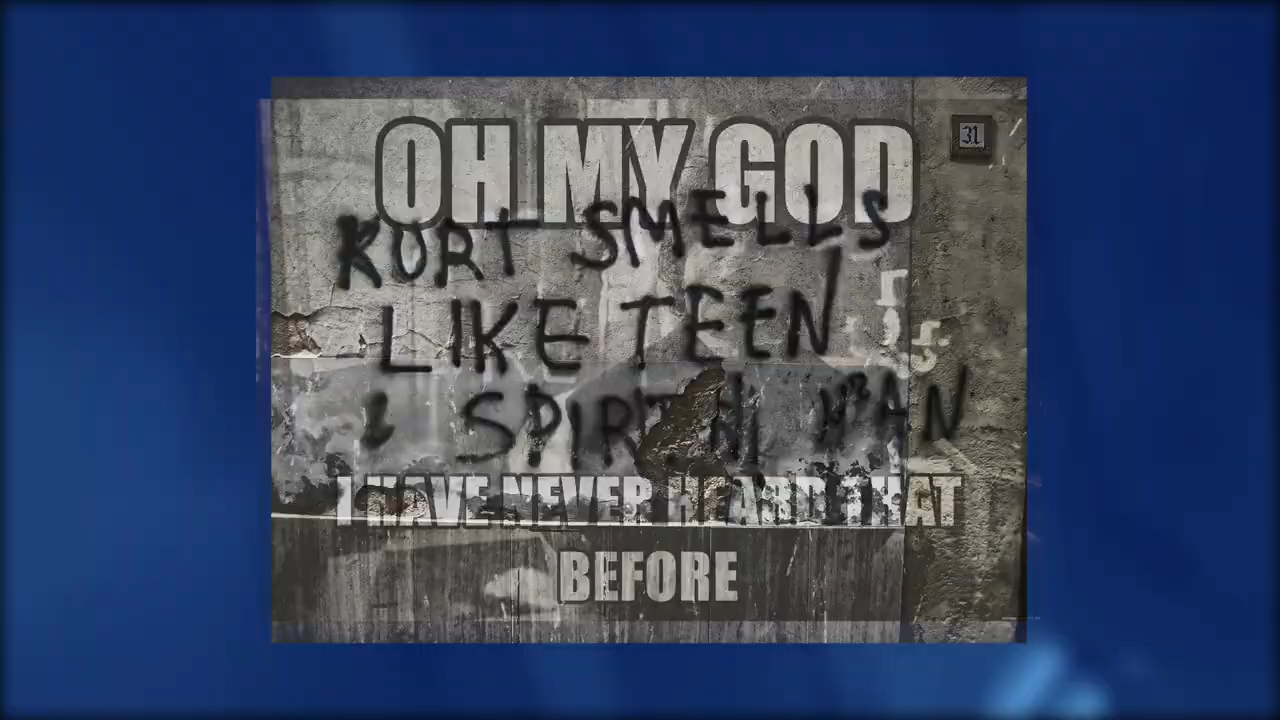 OH MY GOD
31
KURT SMELLS
LIKE TEEN
SPIRIT
I HAVE NEVER HEARD THAT
BEFORE